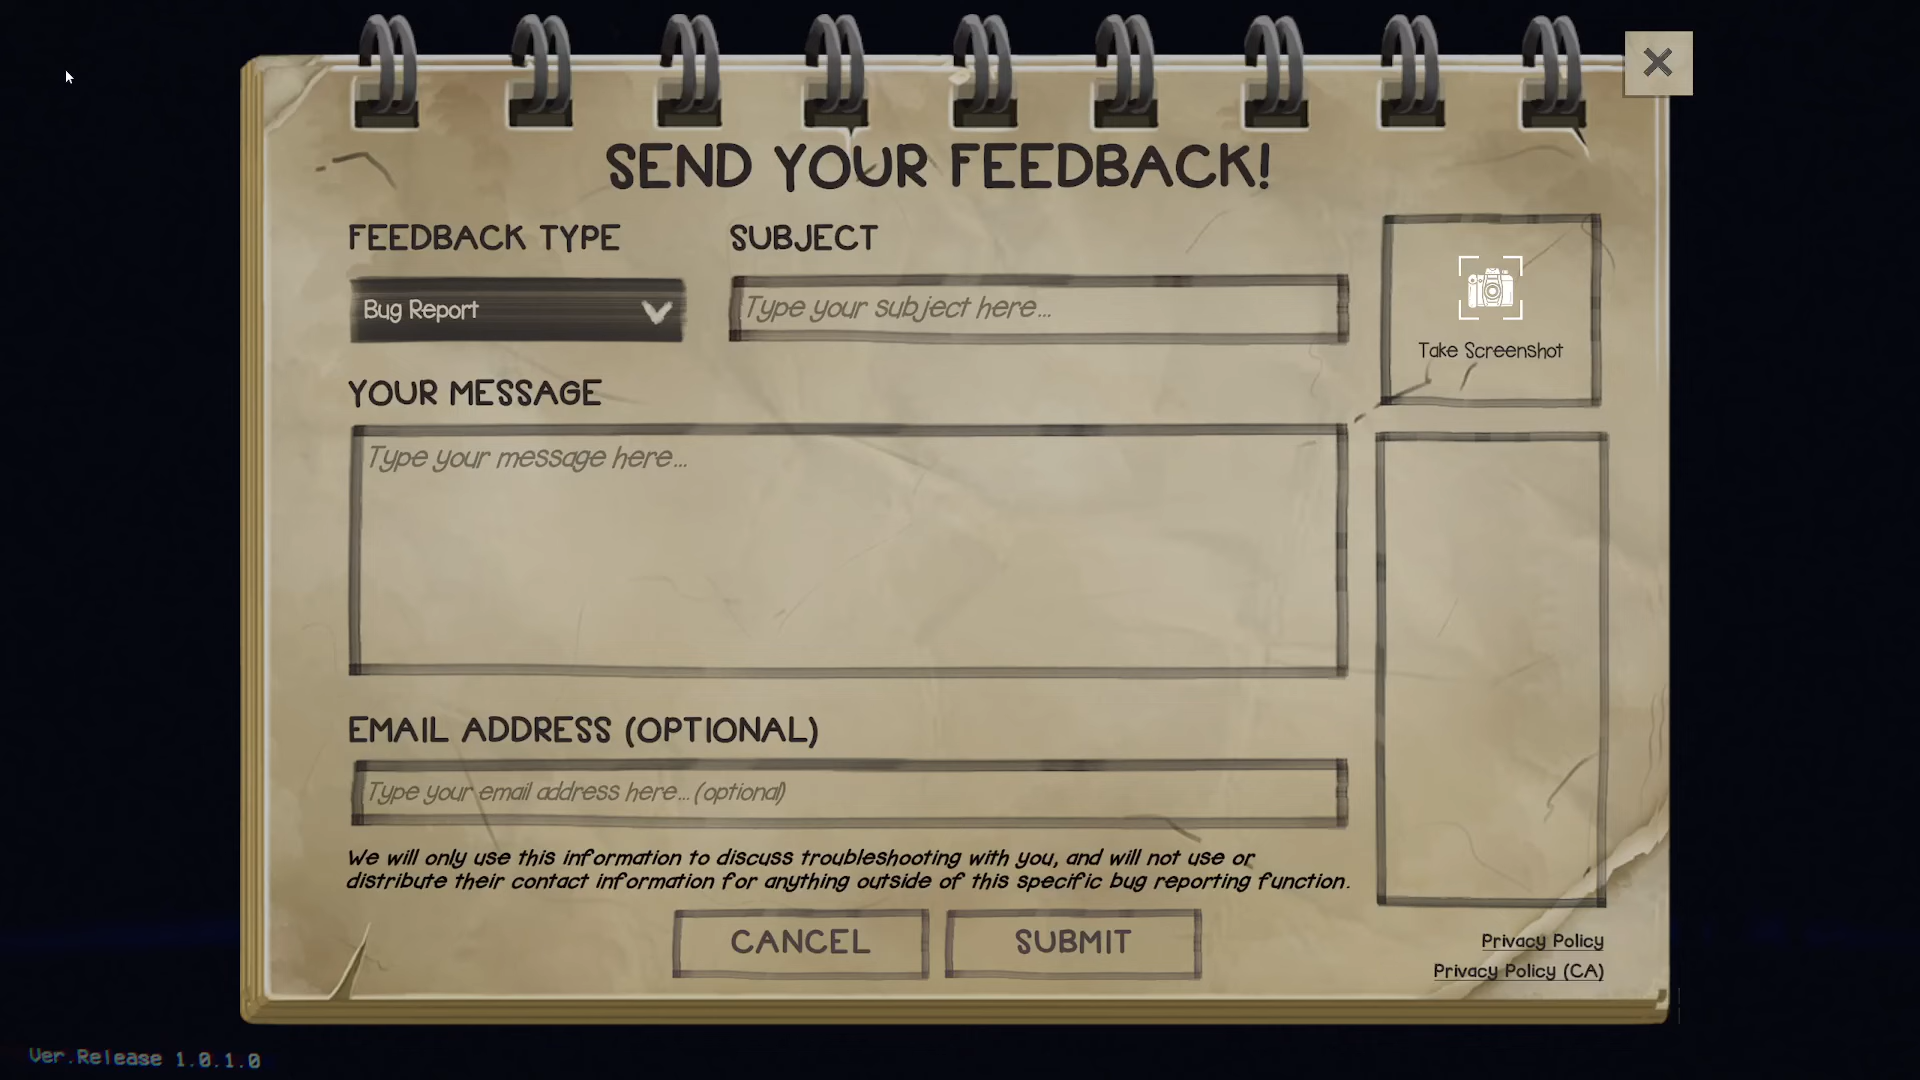 SEND YOUR FEEDBACK!
FEEDBACK TYPE
SUBJECT
Bug Report
Type your subject here...
Take Screenshot
YOUR MESSAGE
Type your message here...
EMAIL ADDRESS (OPTIONAL)
Type your email address here... (optional)
We will only use this information to discuss troubleshooting with you, and will not use or
distribute their contact information for anything outside of this specific bug reporting function.
CANCEL
SUBMIT
Privacy Policy
Privacy Policy (CA)
Ver.Release 1.0.1.0